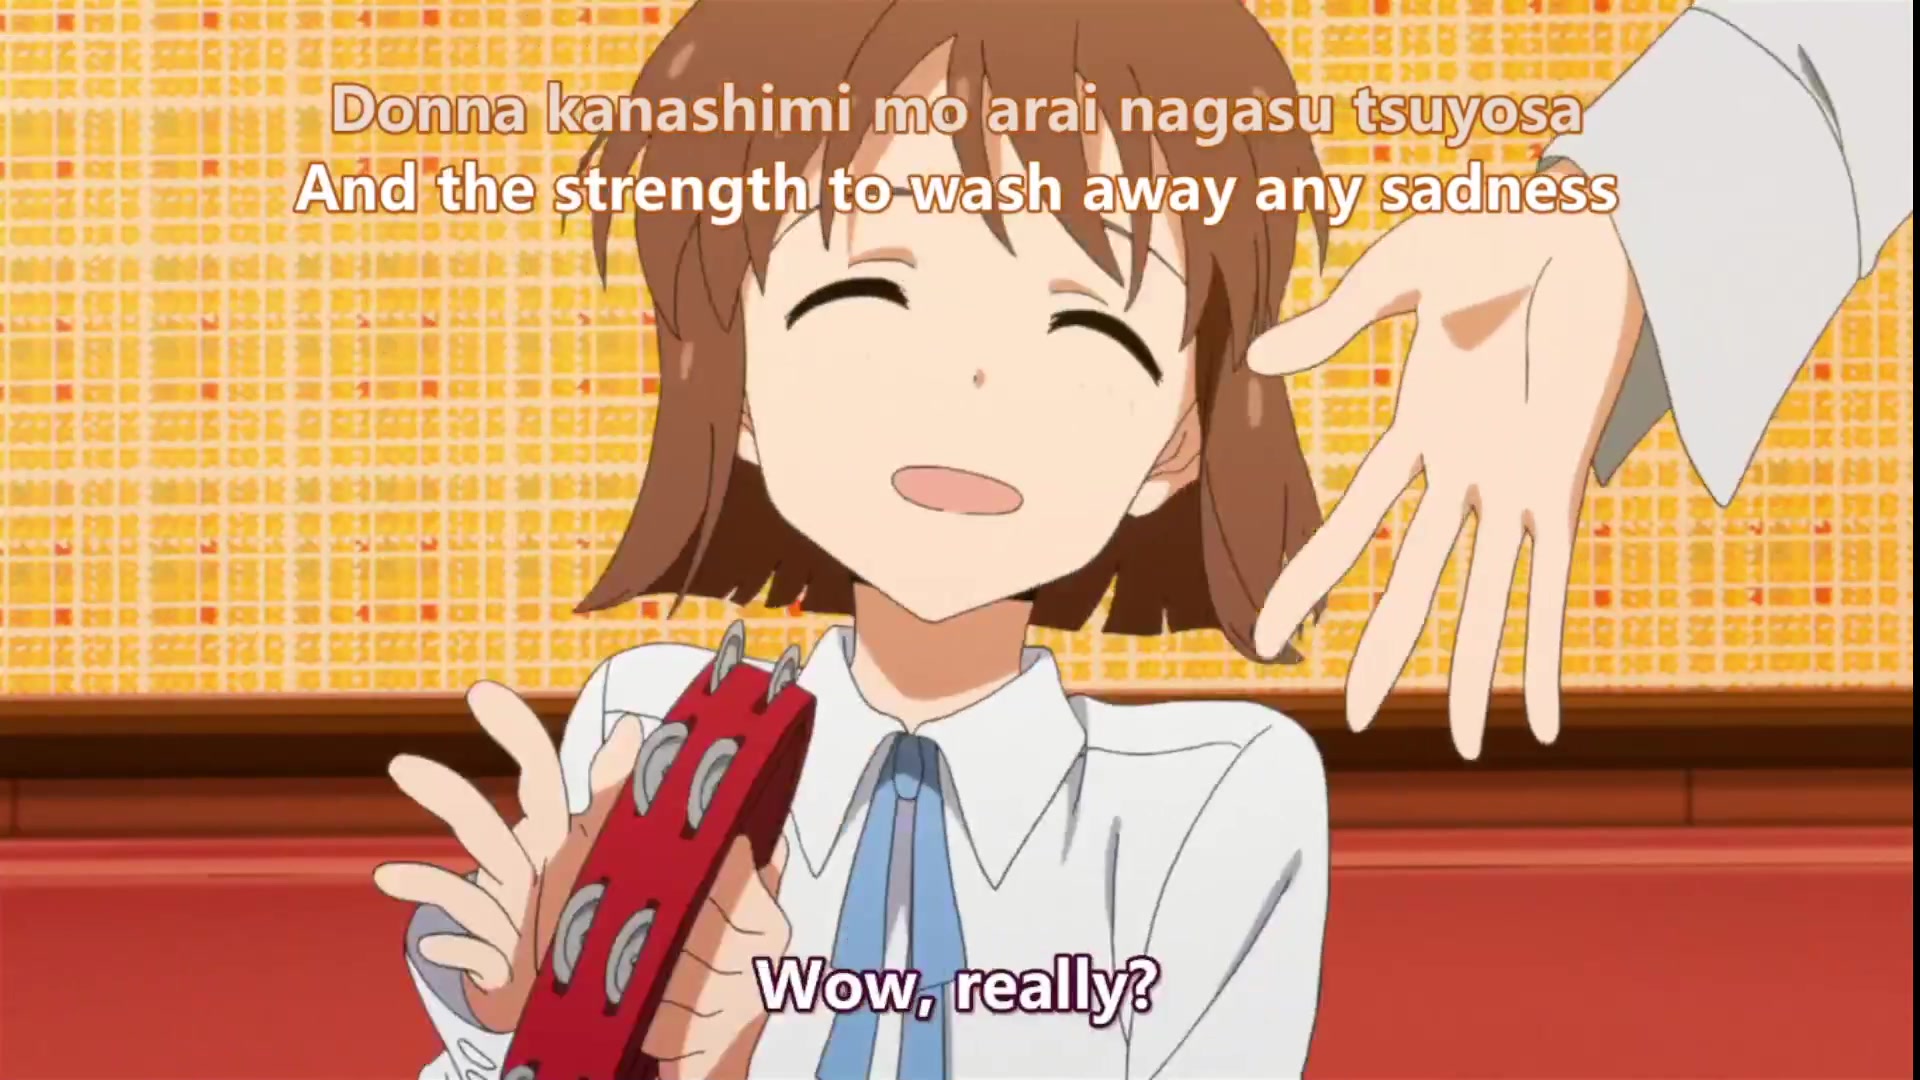 Donna kanashimi mo arai nagasu tsuyosa
And the strength to wash away any sadness
Wow, really?